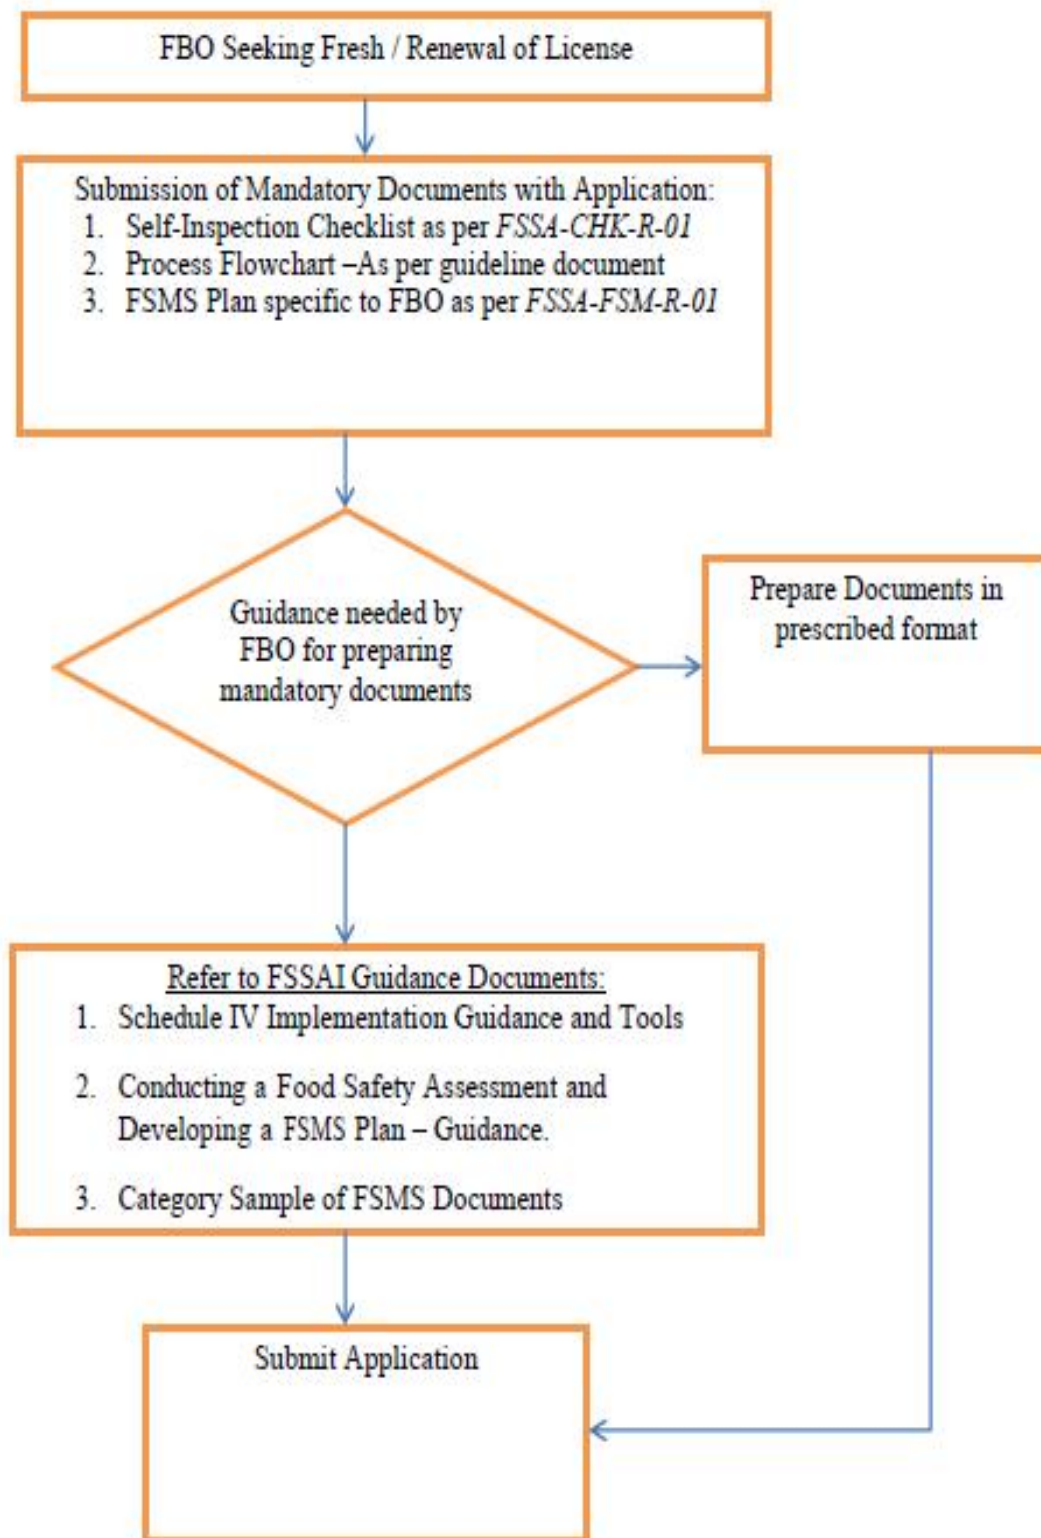 FBO Seeking Fresh / Renewal of License
Submission of Mandatory Documents with Application:
1. Self-Inspection Checklist as per FSSA-CHK-R-01
2. Process Flowchart –As per guideline document
3. FSMS Plan specific to FBO as per FSSA-FSM-R-01
Guidance needed by
FBO for preparing
mandatory documents
Prepare Documents in
prescribed format
Refer to FSSAI Guidance Documents:
1. Schedule IV Implementation Guidance and Tools
2. Conducting a Food Safety Assessment and
Developing a FSMS Plan – Guidance.
3. Category Sample of FSMS Documents
Submit Application